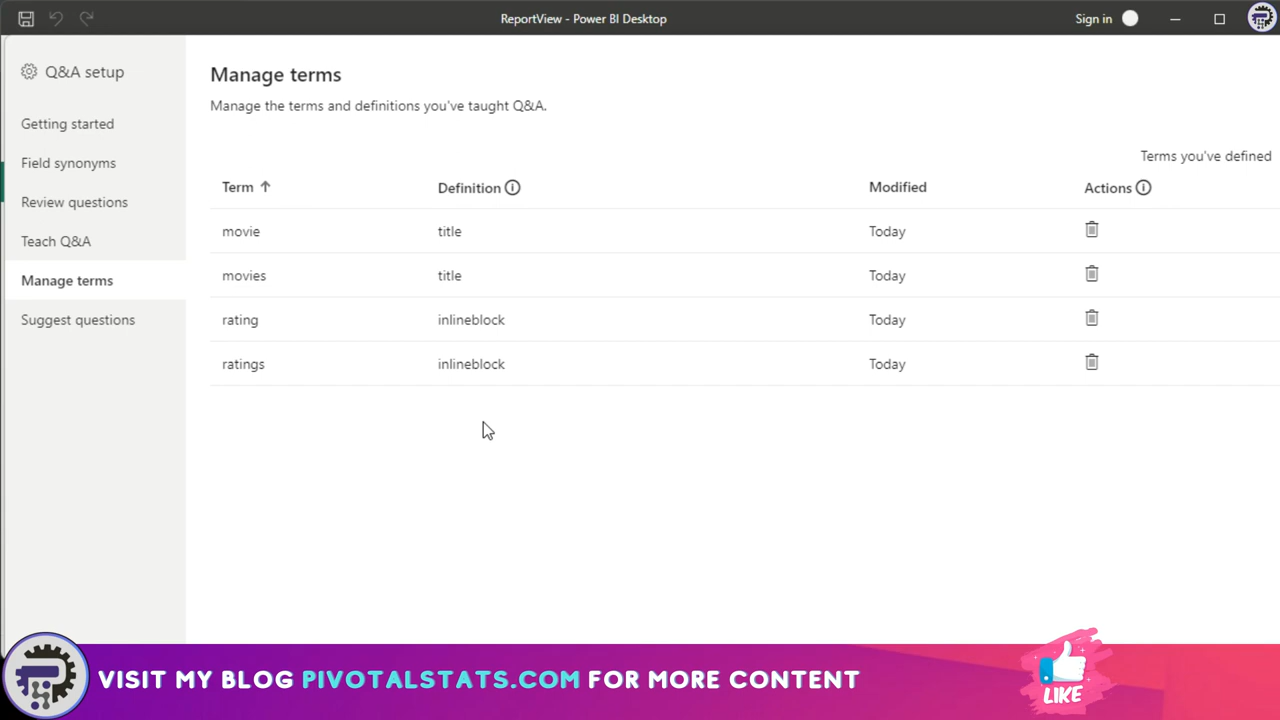 ReportView - Power BI Desktop
Sign in
Q&A setup
Getting started
Field synonyms
Review questions
Teach Q&A
Manage terms
Suggest questions
Manage terms
Manage the terms and definitions you've taught Q&A.
Terms you've defined
Term Definition Modified Actions
movie title Today
movies title Today
rating inlineblock Today
ratings inlineblock Today
VISIT MY BLOG PIVOTALSTATS.COM FOR MORE CONTENT
LIKE